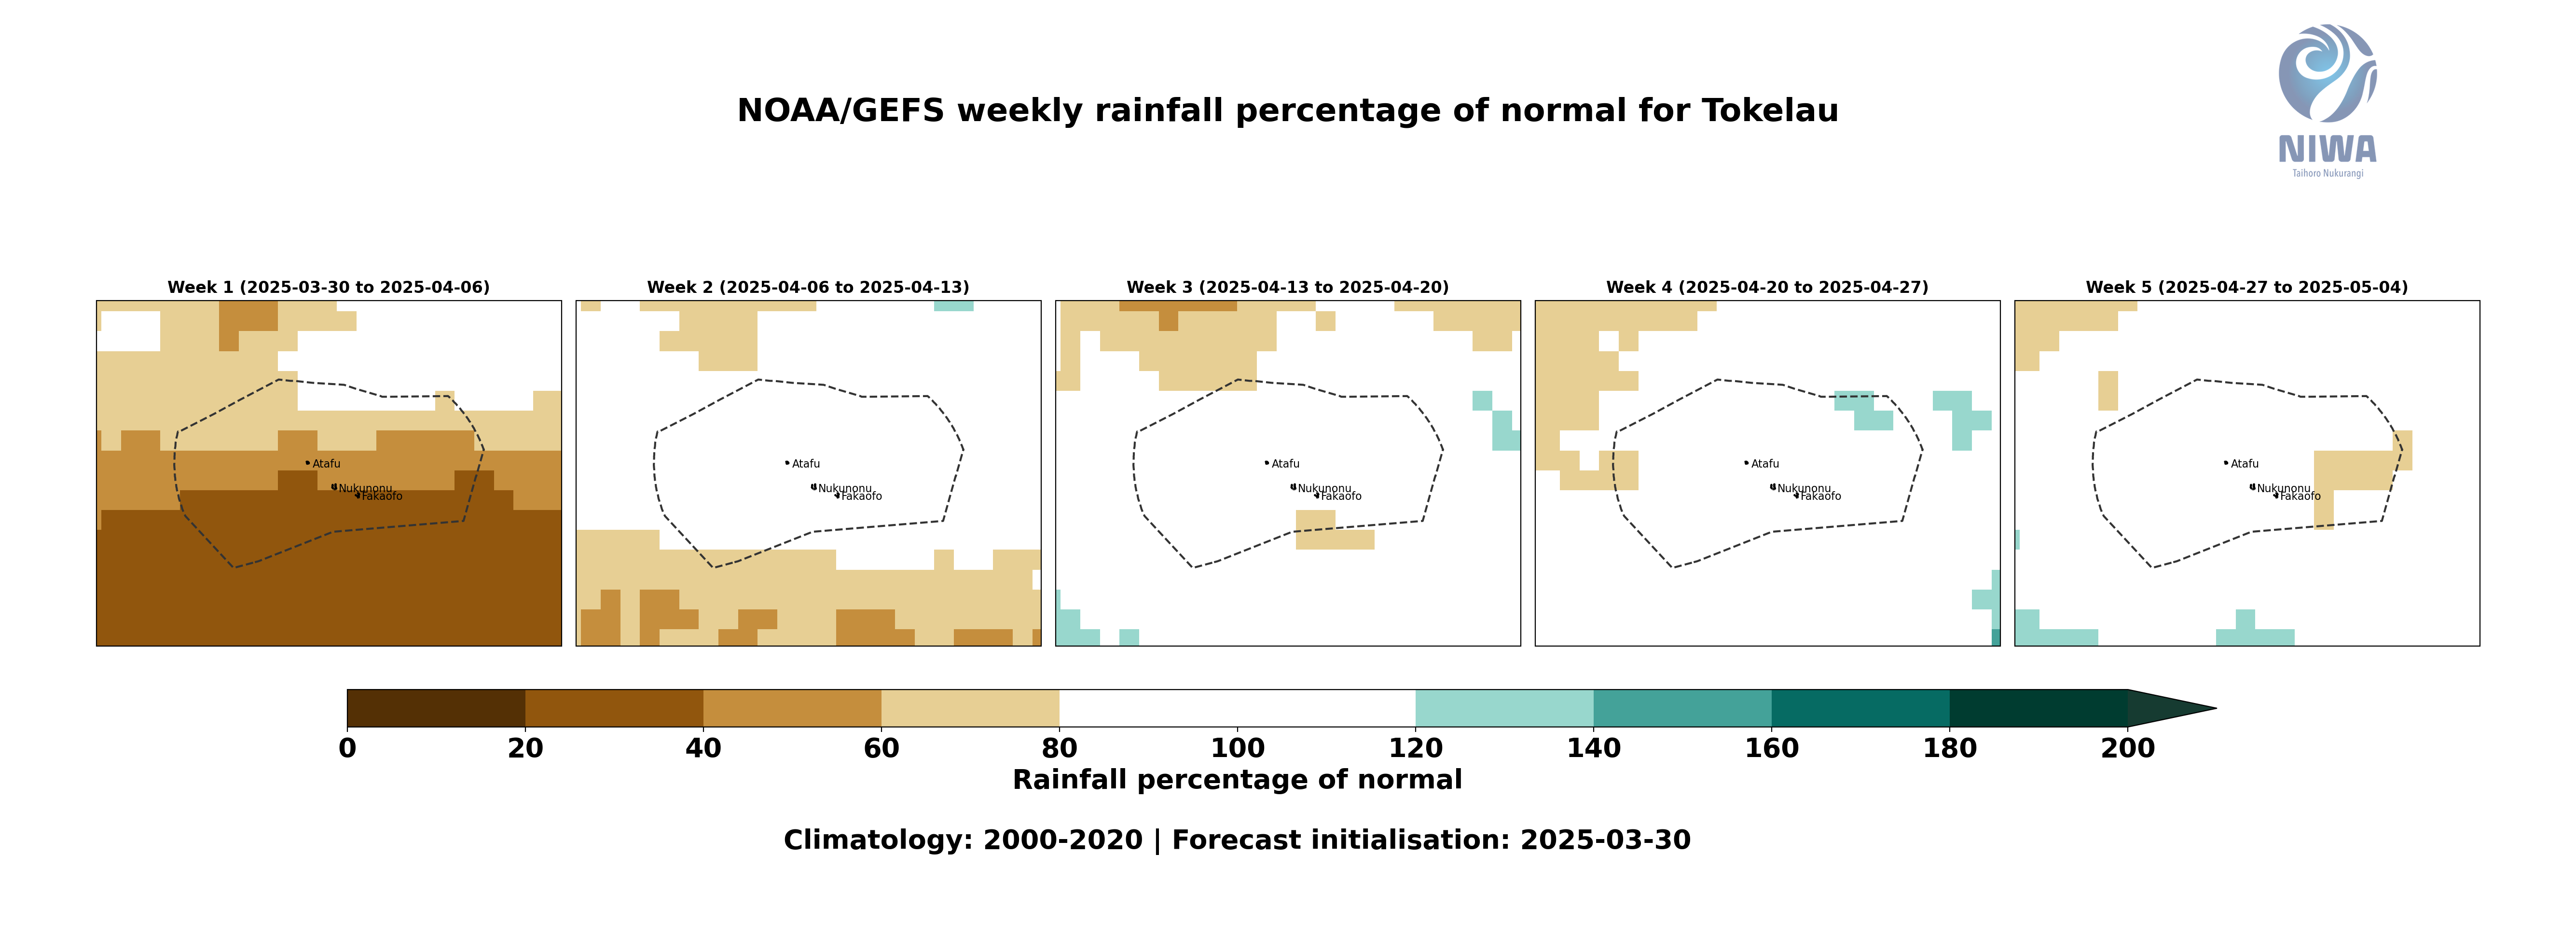 NOAA/GEFS weekly rainfall percentage of normal for Tokelau
NIWA
Taihoro Nukurangi
Week 1 (2025-03-30 to 2025-04-06)
Atafu
Nukunonu
Fakaofo
Week 2 (2025-04-06 to 2025-04-13)
Atafu
Nukunonu
Fakaofo
Week 3 (2025-04-13 to 2025-04-20)
Atafu
Nukunonu
Fakaofo
Week 4 (2025-04-20 to 2025-04-27)
Atafu
Nukunonu
Fakaofo
Week 5 (2025-04-27 to 2025-05-04)
Atafu
Nukunonu
Fakaofo
0 20 40 60 80 100 120 140 160 180 200
Rainfall percentage of normal
Climatology: 2000-2020 | Forecast initialisation: 2025-03-30